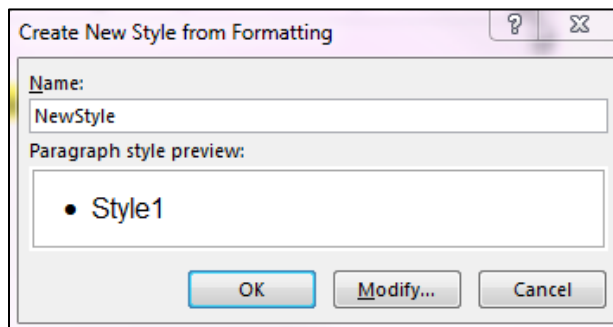 Create New Style from Formatting
Name:
NewStyle
Paragraph style preview:
• Style1
OK
Modify...
Cancel